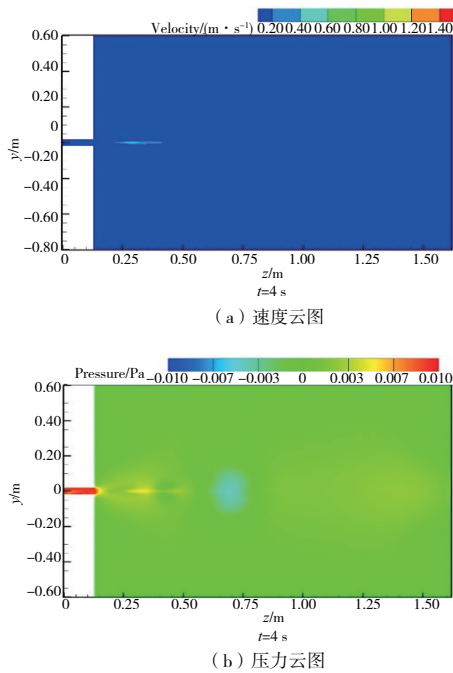 Velocity/(m·s⁻¹) 0.20 0.40 0.60 0.80 1.00 1.20 1.40
0.60
0.40
0.20
0
−0.20
−0.40
−0.60
−0.80
y/m
0 0.25 0.50 0.75 1.00 1.25 1.50
z/m
t=4 s
（a）速度云图
Pressure/Pa −0.010 −0.007 −0.003 0 0.003 0.007 0.010
0.60
0.40
0.20
0
−0.20
−0.40
−0.60
y/m
0 0.25 0.50 0.75 1.00 1.25 1.50
z/m
t=4 s
（b）压力云图